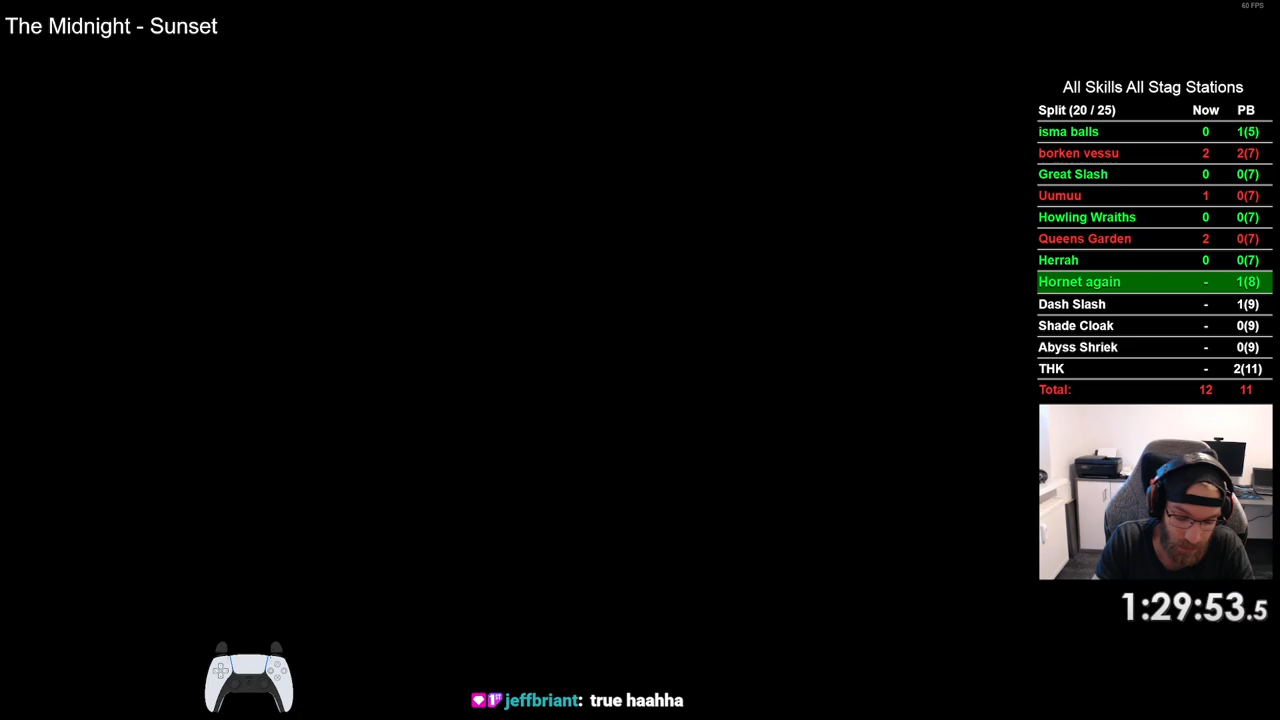 60 FPS
The Midnight - Sunset
All Skills All Stag Stations
Split (20 / 25) Now PB
isma balls 0 1(5)
borken vessu 2 2(7)
Great Slash 0 0(7)
Uumuu 1 0(7)
Howling Wraiths 0 0(7)
Queens Garden 2 0(7)
Herrah 0 0(7)
Hornet again - 1(8)
Dash Slash - 1(9)
Shade Cloak - 0(9)
Abyss Shriek - 0(9)
THK - 2(11)
Total: 12 11
1:29:53.5
1ST jeffbriant: true haahha